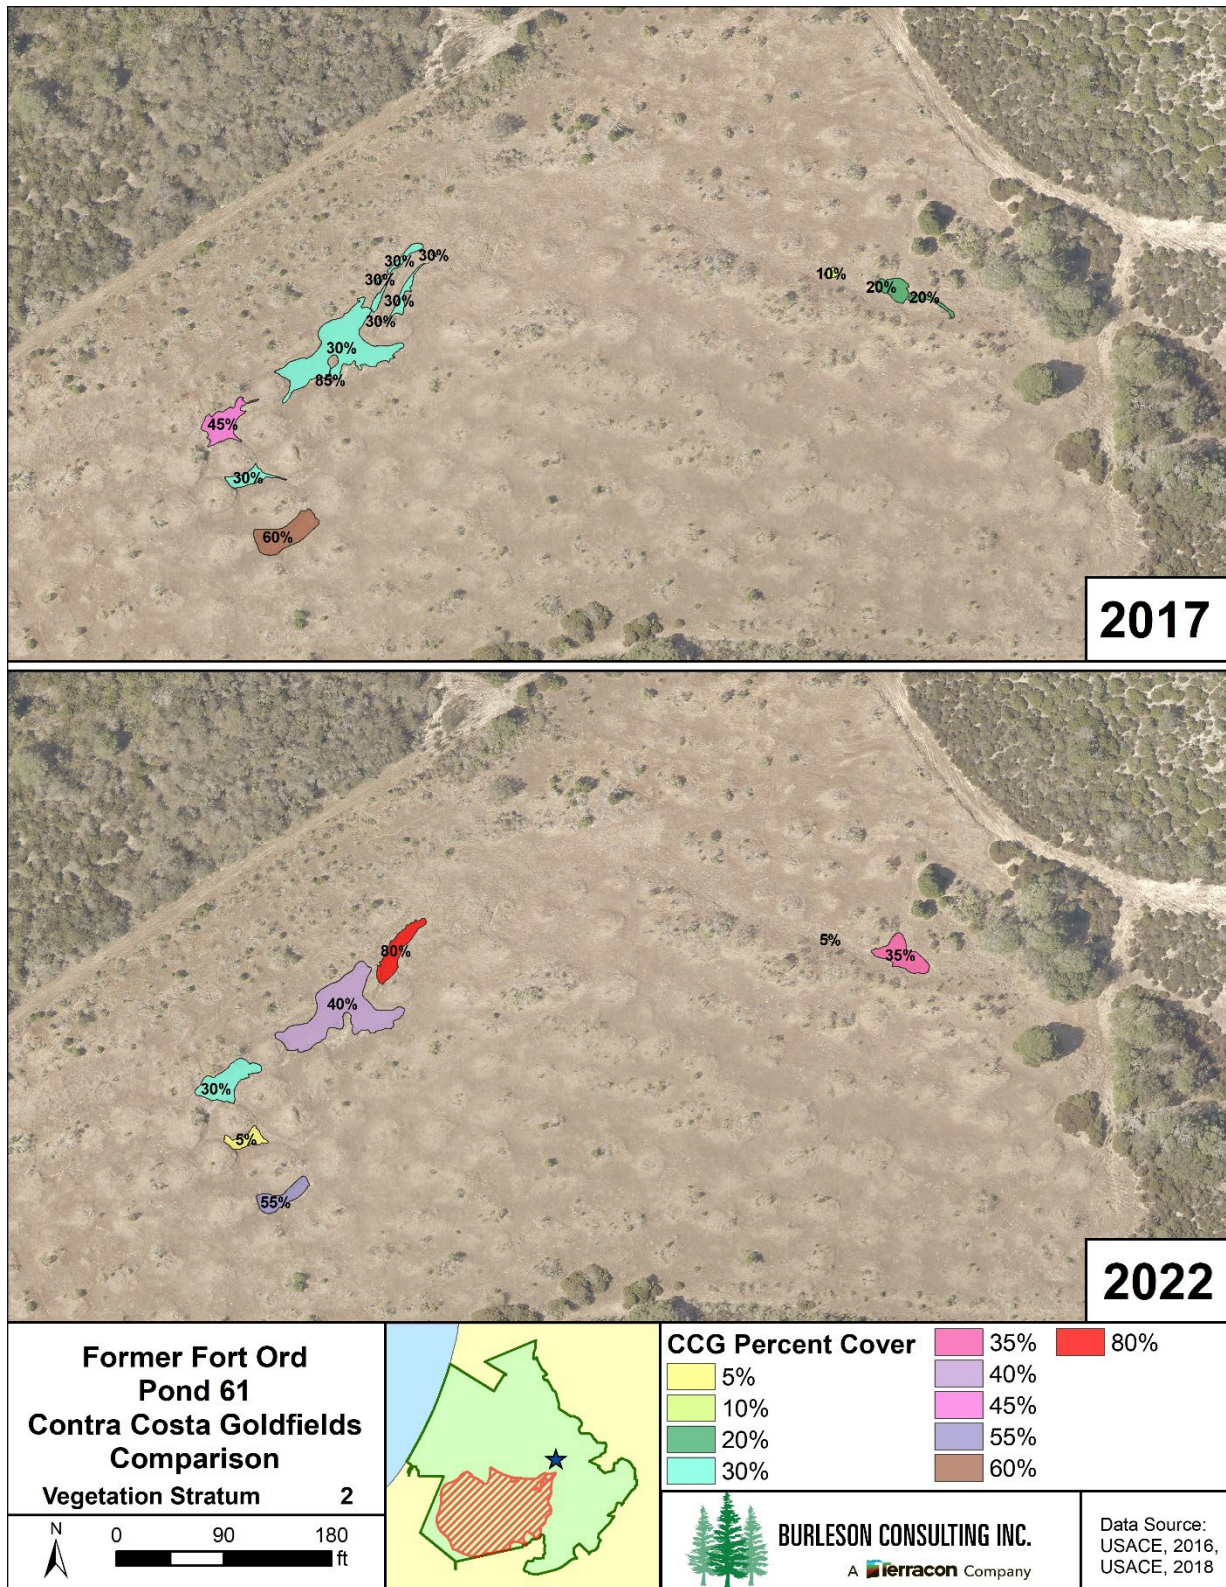 30%
30%
30%
30%
30%
30%
85%
45%
30%
60%
10%
20%
20%
2017
80%
40%
30%
5%
55%
5%
35%
2022
Former Fort Ord
Pond 61
Contra Costa Goldfields
Comparison
Vegetation Stratum 2
N
0 90 180
ft
CCG Percent Cover
5%
10%
20%
30%
35%
40%
45%
55%
60%
80%
BURLESON CONSULTING INC.
A Terracon Company
Data Source:
USACE, 2016,
USACE, 2018